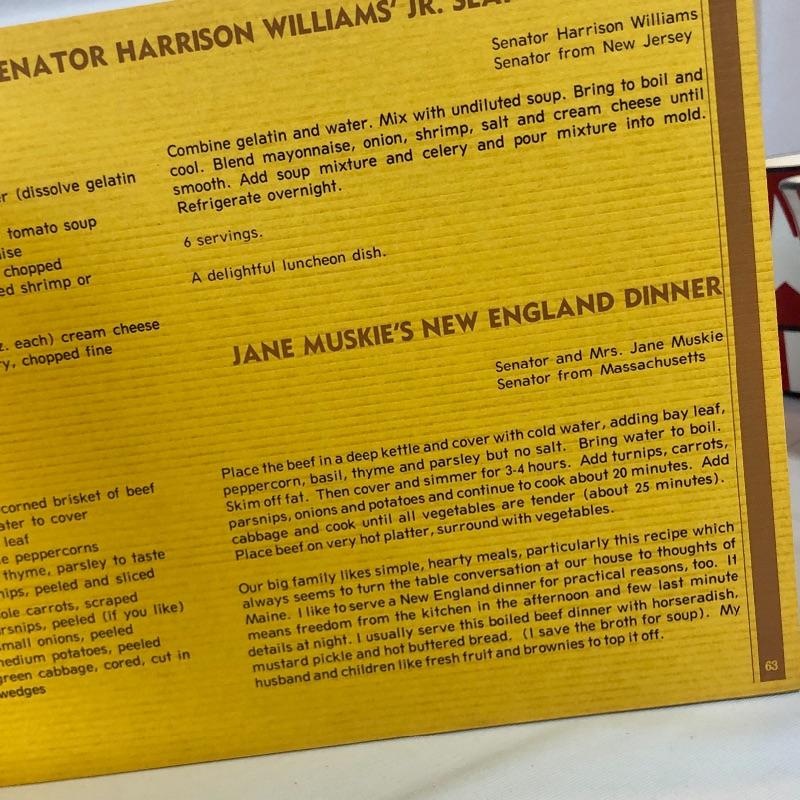 ENATOR HARRISON WILLIAMS' JR.
Senator Harrison Williams
Senator from New Jersey
r (dissolve gelatin
tomato soup
ise
chopped
ed shrimp or
z. each) cream cheese
y, chopped fine
Combine gelatin and water. Mix with undiluted soup. Bring to boil and
cool. Blend mayonnaise, onion, shrimp, salt and cream cheese until
smooth. Add soup mixture and celery and pour mixture into mold.
Refrigerate overnight.
6 servings.
A delightful luncheon dish.
JANE MUSKIE'S NEW ENGLAND DINNER
Senator and Mrs. Jane Muskie
Senator from Massachusetts
corned brisket of beef
ater to cover
leaf
e peppercorns
thyme, parsley to taste
nips, peeled and sliced
ole carrots, scraped
rsnips, peeled (if you like)
mall onions, peeled
medium potatoes, peeled
green cabbage, cored, cut in
wedges
Place the beef in a deep kettle and cover with cold water, adding bay leaf,
peppercorn, basil, thyme and parsley but no salt. Bring water to boil.
Skim off fat. Then cover and simmer for 3-4 hours. Add turnips, carrots,
parsnips, onions and potatoes and continue to cook about 20 minutes. Add
cabbage and cook until all vegetables are tender (about 25 minutes).
Place beef on very hot platter, surround with vegetables.
Our big family likes simple, hearty meals, particularly this recipe which
always seems to turn the table conversation at our house to thoughts of
Maine. I like to serve a New England dinner for practical reasons, too. It
means freedom from the kitchen in the afternoon and few last minute
details at night. I usually serve this boiled beef dinner with horseradish,
mustard pickle and hot buttered bread. (I save the broth for soup). My
husband and children like fresh fruit and brownies to top it off.
63